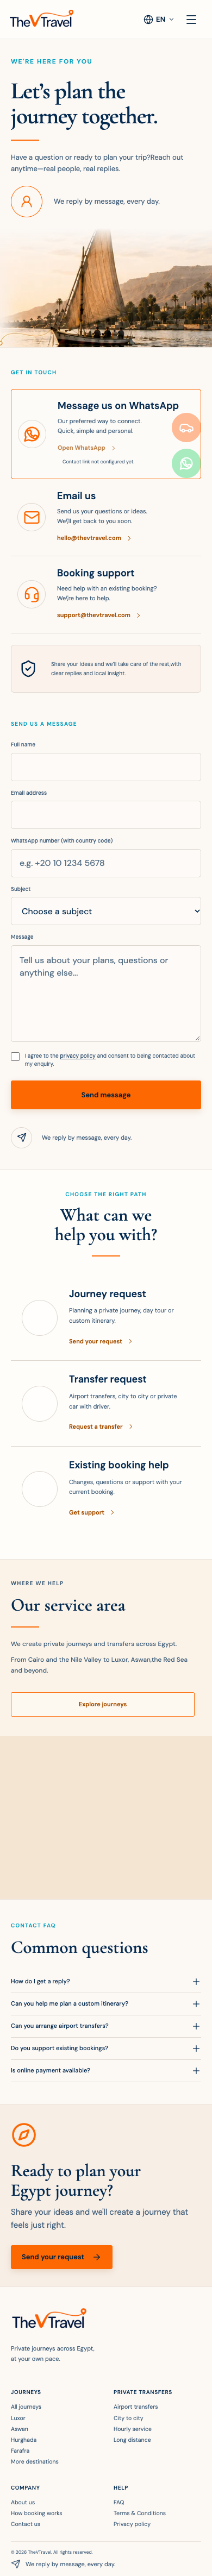 TheVTravel
EN
WE'RE HERE FOR YOU
Let's plan the
journey together.
Have a question or ready to plan your trip?Reach out
anytime—real people, real replies.
We reply by message, every day.
GET IN TOUCH
Message us on WhatsApp
Your preferred way to connect.
Quick, simple and personal.
Open WhatsApp
Contact link not configured yet.
Email us
Send us your questions or ideas.
We'll get back to you soon.
hello@thevtravel.com
Booking support
Need help with an existing booking?
We're here to help.
support@thevtravel.com
Share your ideas and we'll take care of the rest,with
clear replies and local insight.
SEND US A MESSAGE
Full name
Email address
WhatsApp number (with country code)
e.g. +20 10 1234 5678
Subject
Choose a subject
Message
Tell us about your plans, questions or
anything else...
I agree to the privacy policy and consent to being contacted about
my enquiry.
Send message
We reply by message, every day.
CHOOSE THE RIGHT PATH
What can we
help you with?
Journey request
Planning a private journey, day tour or
custom itinerary.
Send your request
Transfer request
Airport transfers, city to city or private
car with driver.
Request a transfer
Existing booking help
Changes, questions or support with your
current booking.
Get support
WHERE WE HELP
Our service area
We create private journeys and transfers across Egypt.
From Cairo and the Nile Valley to Luxor, Aswan,the Red Sea
and beyond.
Explore journeys
CONTACT FAQ
Common questions
How do I get a reply?
Can you help me plan a custom itinerary?
Can you arrange airport transfers?
Do you support existing bookings?
Is online payment available?
Ready to plan your
Egypt journey?
Share your ideas and we'll create a journey that
feels just right.
Send your request
TheVTravel
Private journeys across Egypt,
at your own pace.
JOURNEYS
All journeys
Luxor
Aswan
Hurghada
Farafra
More destinations
PRIVATE TRANSFERS
Airport transfers
City to city
Hourly service
Long distance
COMPANY
About us
How booking works
Contact us
HELP
FAQ
Terms & Conditions
Privacy policy
© 2026 TheVTravel. All rights reserved.
We reply by message, every day.